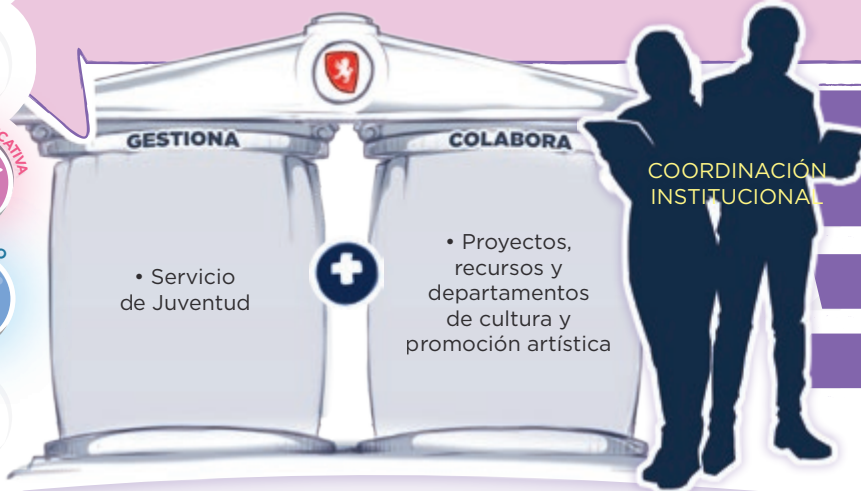 GESTIONA
COLABORA
• Servicio
de Juventud
• Proyectos,
recursos y
departamentos
de cultura y
promoción artística
COORDINACIÓN
INSTITUCIONAL